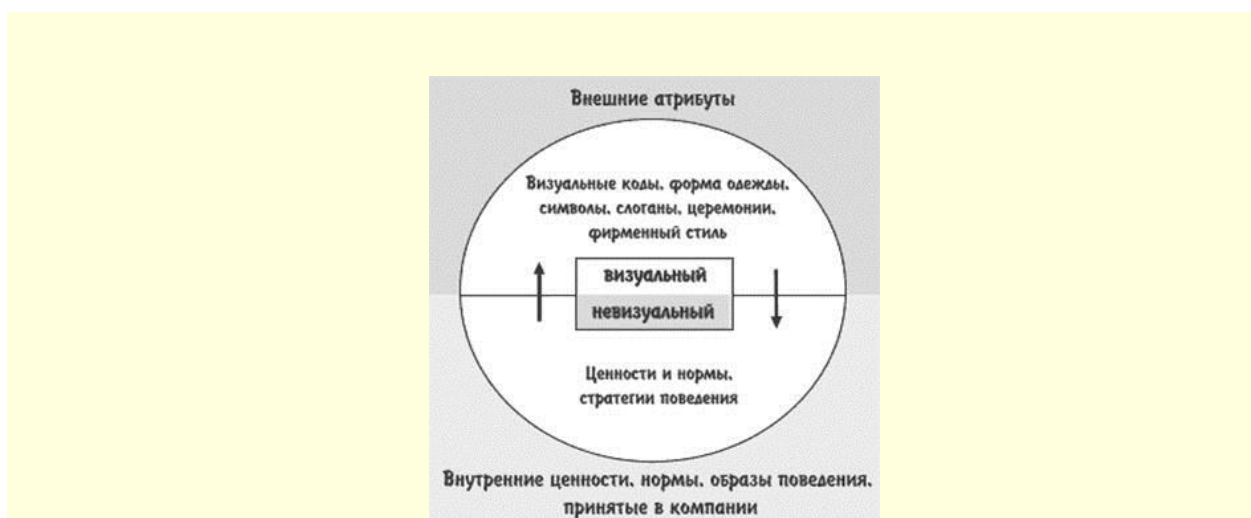 Внешние атрибуты
Визуальные коды, форма одежды,
символы, слоганы, церемонии,
фирменный стиль
визуальный
невизуальный
Ценности и нормы,
стратегии поведения
Внутренние ценности, нормы, образы поведения,
принятые в компании